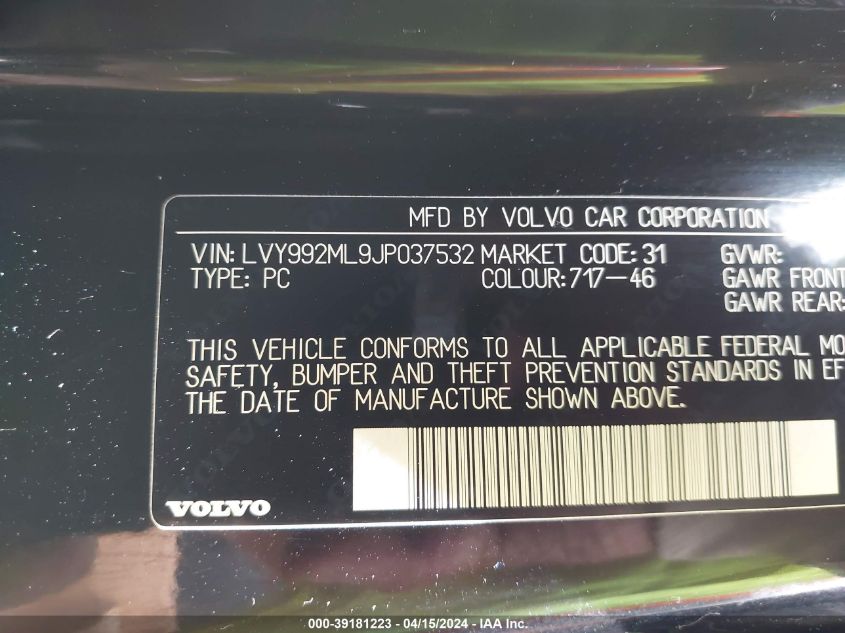 MFD BY VOLVO CAR CORPORATION
VIN: LVY992ML9JP037532 MARKET CODE: 31 GVWR:
TYPE: PC COLOUR: 717-46 GAWR FRONT
GAWR REAR:
THIS VEHICLE CONFORMS TO ALL APPLICABLE FEDERAL MO
SAFETY, BUMPER AND THEFT PREVENTION STANDARDS IN EF
THE DATE OF MANUFACTURE SHOWN ABOVE.
VOLVO
000-39181223 - 04/15/2024 - IAA Inc.